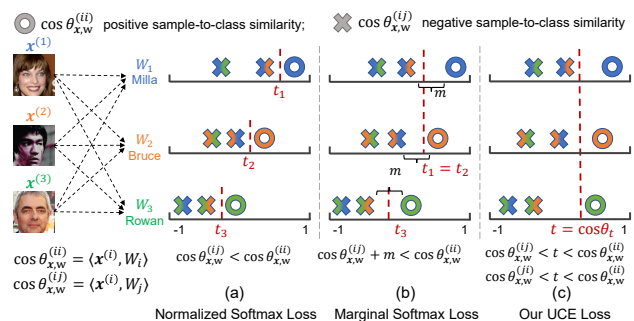 cos θ_{x,w}^{(ii)} positive sample-to-class similarity; cos θ_{x,w}^{(ij)} negative sample-to-class similarity
x^{(1)}
W_1
Milla
t_1
m
x^{(2)}
W_2
Bruce
t_2
m
t_1 = t_2
x^{(3)}
W_3
Rowan
t_3
t_3
t = cosθ_t
-1 1 -1 1 -1 1
cos θ_{x,w}^{(ii)} = ⟨x^{(i)}, W_i⟩
cos θ_{x,w}^{(ij)} = ⟨x^{(i)}, W_j⟩
cos θ_{x,w}^{(ij)} < cos θ_{x,w}^{(ii)}
cos θ_{x,w}^{(ij)} + m < cos θ_{x,w}^{(ii)}
cos θ_{x,w}^{(ij)} < t < cos θ_{x,w}^{(ii)}
cos θ_{x,w}^{(ji)} < t < cos θ_{x,w}^{(ii)}
(a) (b) (c)
Normalized Softmax Loss Marginal Softmax Loss Our UCE Loss